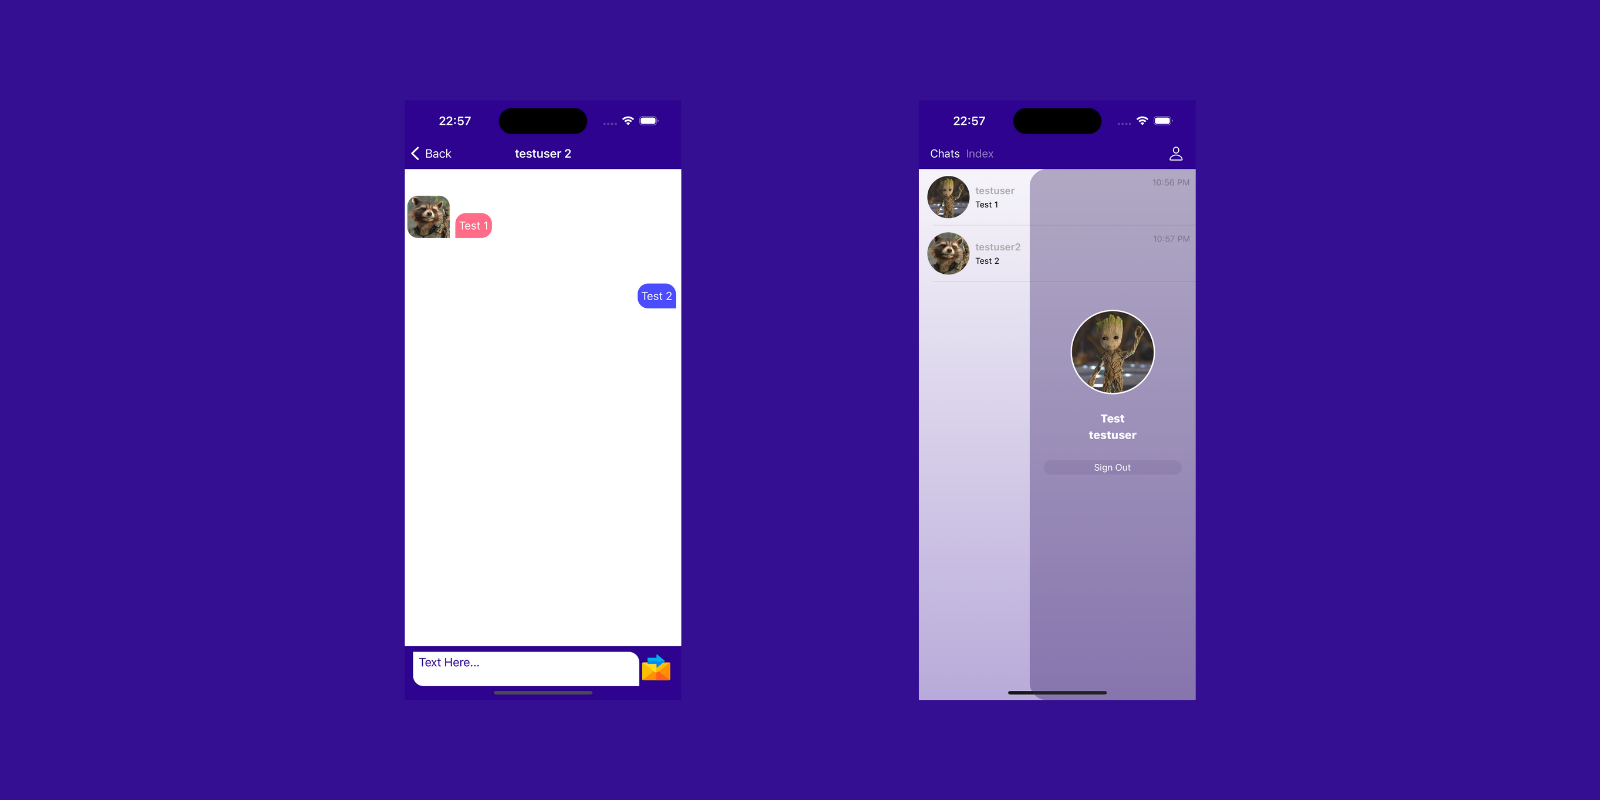 22:57
Back
testuser 2
Test 1
Test 2
Text Here...
22:57
Chats Index
testuser
10:56 PM
Test 1
testuser2
10:57 PM
Test 2
Test
testuser
Sign Out